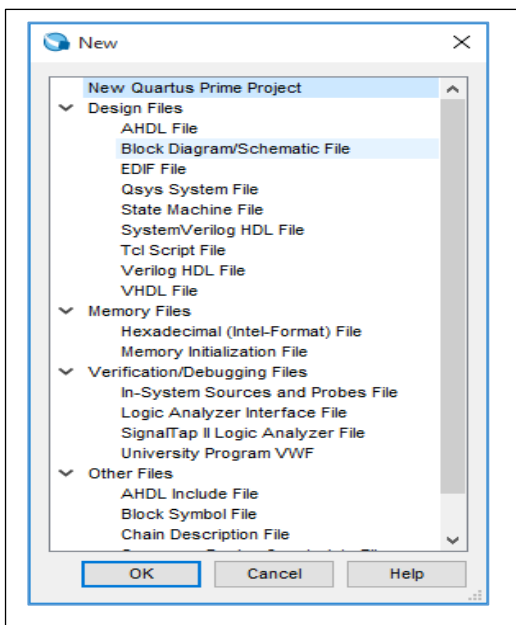 New
New Quartus Prime Project
Design Files
AHDL File
Block Diagram/Schematic File
EDIF File
Qsys System File
State Machine File
SystemVerilog HDL File
Tcl Script File
Verilog HDL File
VHDL File
Memory Files
Hexadecimal (Intel-Format) File
Memory Initialization File
Verification/Debugging Files
In-System Sources and Probes File
Logic Analyzer Interface File
SignalTap II Logic Analyzer File
University Program VWF
Other Files
AHDL Include File
Block Symbol File
Chain Description File
OK Cancel Help